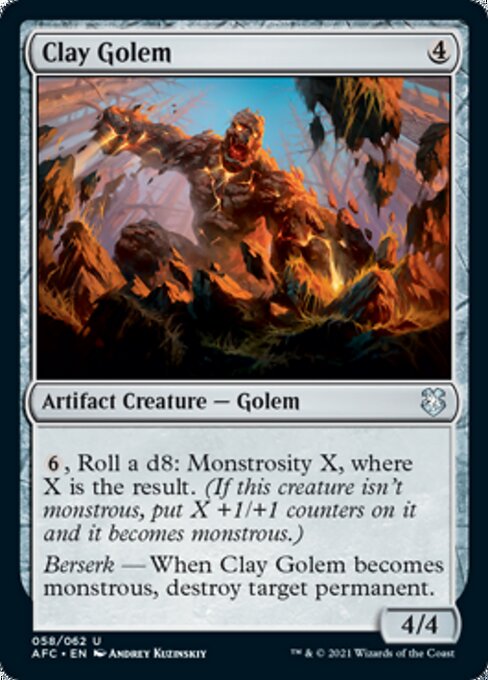 Clay Golem 4
Artifact Creature — Golem
6, Roll a d8: Monstrosity X, where
X is the result. (If this creature isn't
monstrous, put X +1/+1 counters on it
and it becomes monstrous.)
Berserk — When Clay Golem becomes
monstrous, destroy target permanent.
4/4
058/062 U
AFC • EN Andrey Kuzinskiy ™ & © 2021 Wizards of the Coast